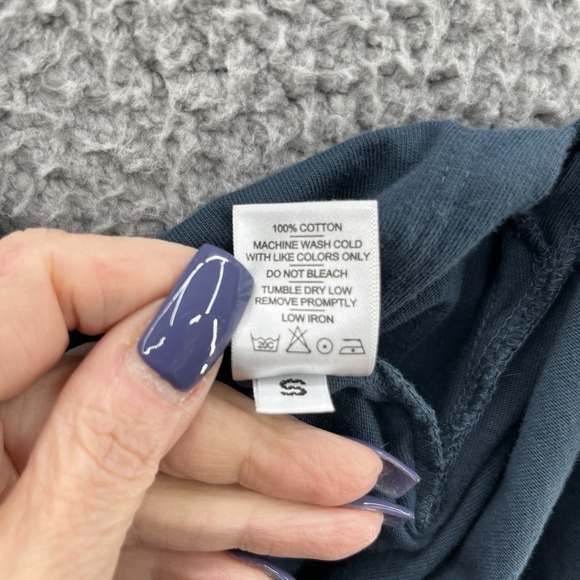 100% COTTON
MACHINE WASH COLD
WITH LIKE COLORS ONLY
DO NOT BLEACH
TUMBLE DRY LOW
REMOVE PROMPTLY
LOW IRON
20C
S